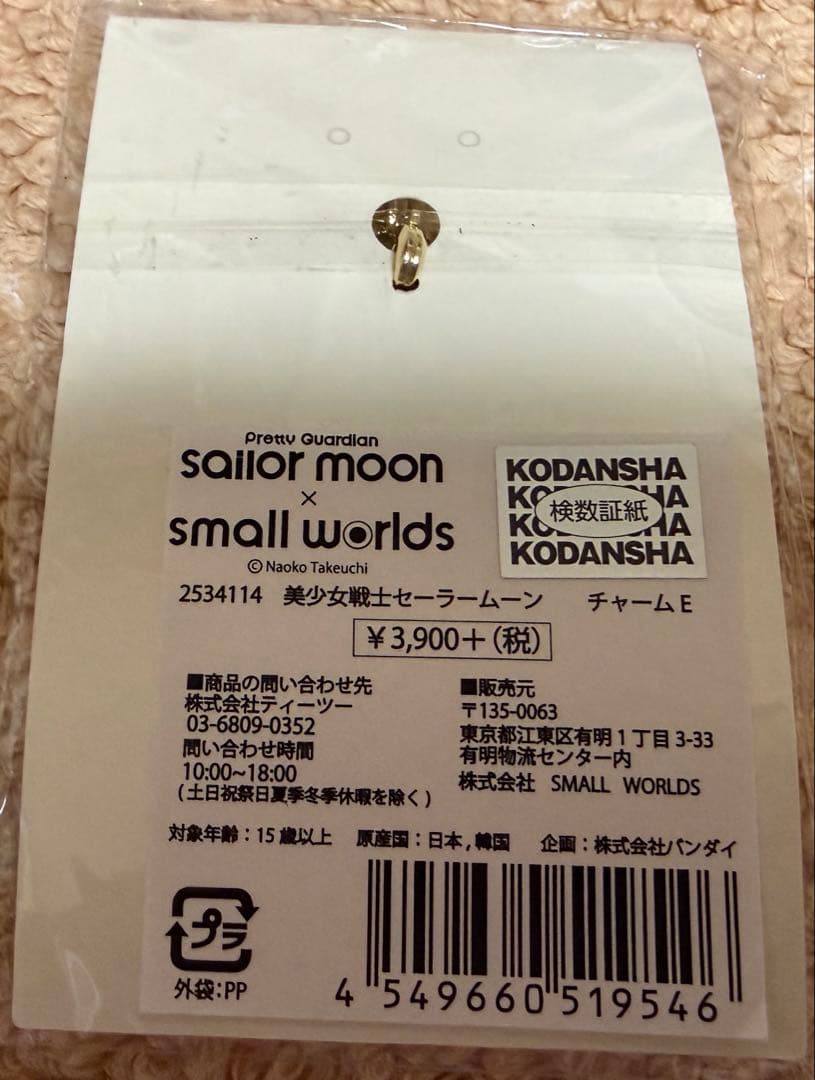 Pretty Guardian
sailor moon
×
small worlds
© Naoko Takeuchi
KODANSHA
KODANSHA
検数証紙
KODANSHA
KODANSHA
2534114 美少女戦士セーラームーン チャームE
￥3,900＋(税)
■商品の問い合わせ先
株式会社ティーツー
03-6809-0352
問い合わせ時間
10:00~18:00
(土日祝祭日夏季冬季休暇を除く)
■販売元
〒135-0063
東京都江東区有明1丁目3-33
有明物流センター内
株式会社 SMALL WORLDS
対象年齢：15歳以上 原産国：日本,韓国 企画：株式会社バンダイ
プラ
外袋:PP
4 549660 519546